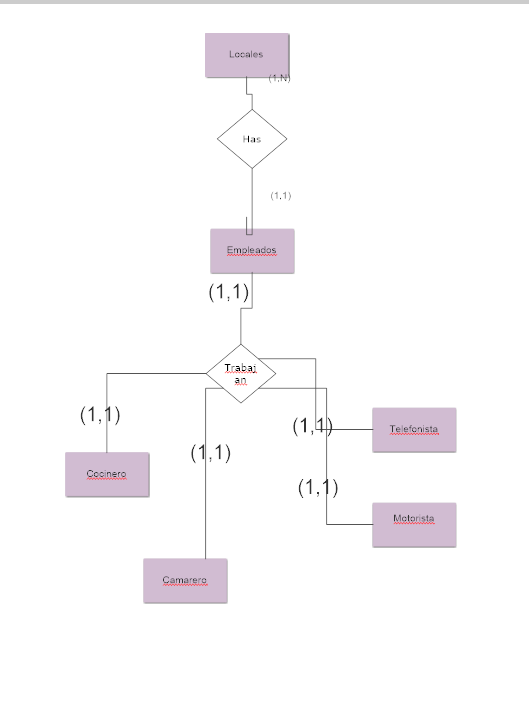 Locales
(1,N)
Has
(1,1)
Empleados
(1,1)
Trabaj
an
(1,1)
(1,1)
Telefonista
(1,1)
Cocinero
(1,1)
Motorista
Camarero